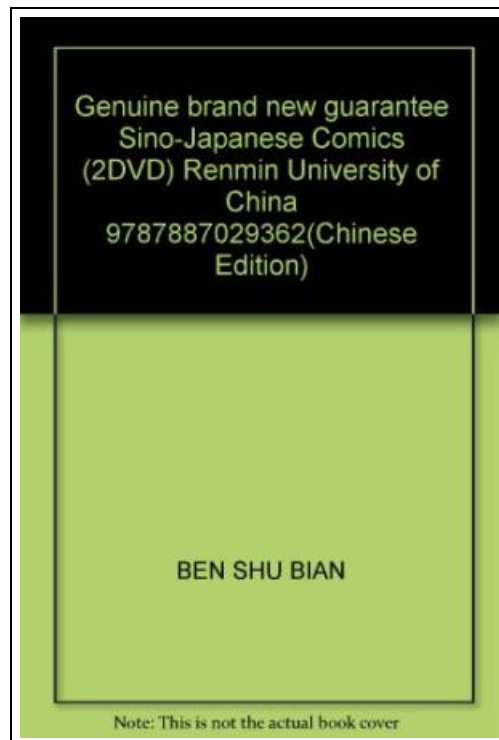 Genuine brand new guarantee
Sino-Japanese Comics
(2DVD) Renmin University of
China
9787887029362(Chinese
Edition)
BEN SHU BIAN
Note: This is not the actual book cover